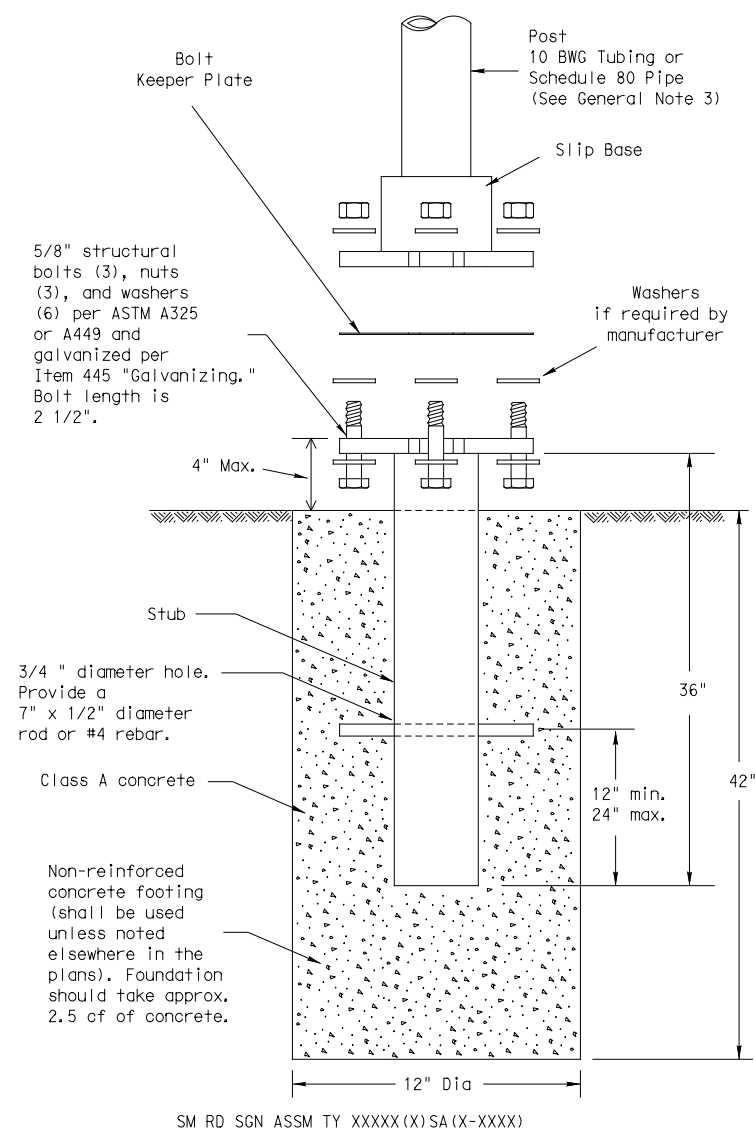 Bolt
Keeper Plate
Post
10 BWG Tubing or
Schedule 80 Pipe
(See General Note 3)
Slip Base
5/8" structural
bolts (3), nuts
(3), and washers
(6) per ASTM A325
or A449 and
galvanized per
Item 445 "Galvanizing."
Bolt length is
2 1/2".
Washers
if required by
manufacturer
4" Max.
Stub
3/4 " diameter hole.
Provide a
7" x 1/2" diameter
rod or #4 rebar.
36"
Class A concrete
12" min.
24" max.
42"
Non-reinforced
concrete footing
(shall be used
unless noted
elsewhere in the
plans). Foundation
should take approx.
2.5 cf of concrete.
12" Dia
SM RD SGN ASSM TY XXXXX(X)SA(X-XXXX)